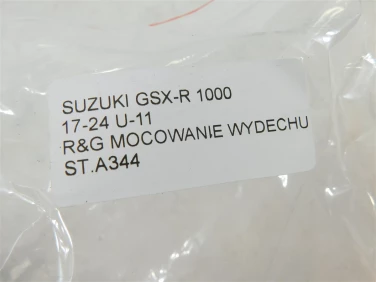 SUZUKI GSX-R 1000
17-24 U-11
R&G MOCOWANIE WYDECHU
ST.A344